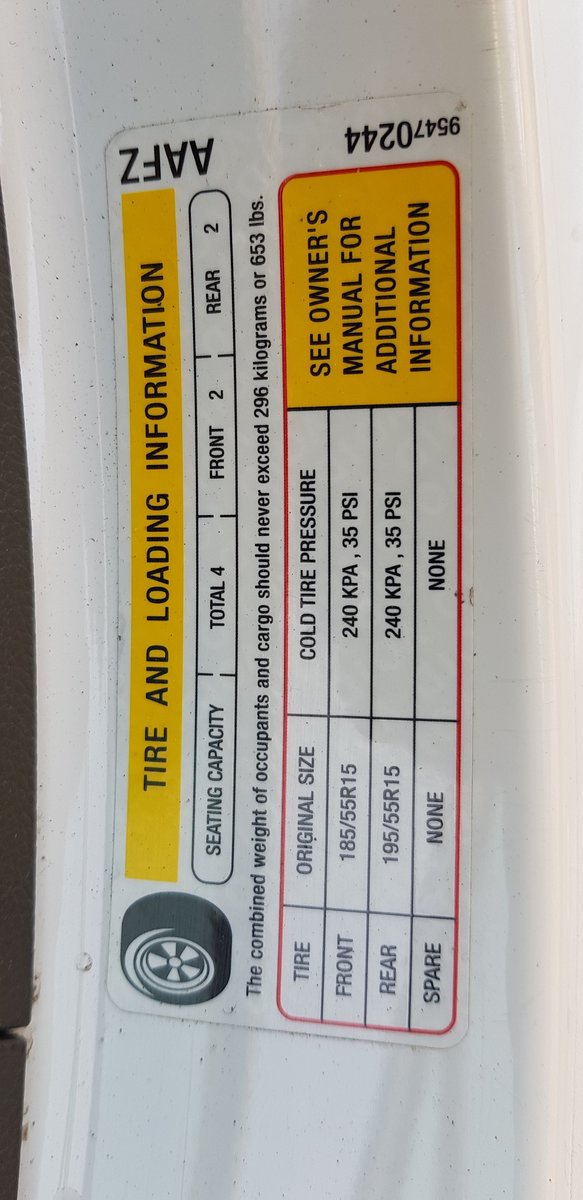 TIRE AND LOADING INFORMATION
AAFZ
SEATING CAPACITY TOTAL 4 FRONT 2 REAR 2
The combined weight of occupants and cargo should never exceed 296 kilograms or 653 lbs.
TIRE ORIGINAL SIZE COLD TIRE PRESSURE
FRONT 185/55R15 240 KPA , 35 PSI
REAR 195/55R15 240 KPA , 35 PSI
SPARE NONE NONE
SEE OWNER'S
MANUAL FOR
ADDITIONAL
INFORMATION
95470244